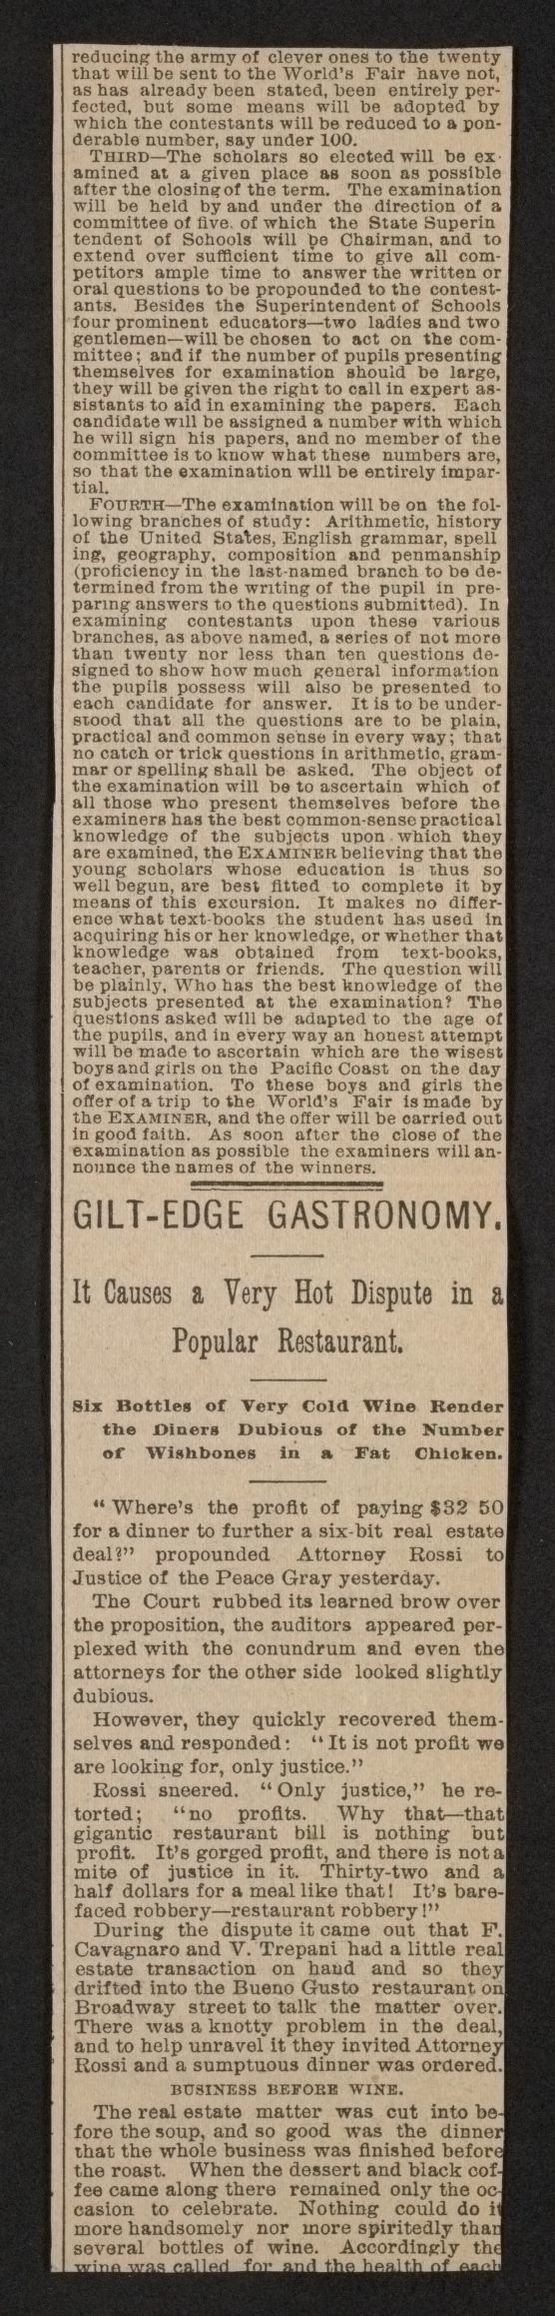 reducing the army of clever ones to the twenty
that will be sent to the World's Fair have not,
as has already been stated, been entirely per-
fected, but some means will be adopted by
which the contestants will be reduced to a pon-
derable number, say under 100.
THIRD—The scholars so elected will be ex-
amined at a given place as soon as possible
after the closing of the term. The examination
will be held by and under the direction of a
committee of five, of which the State Superin
tendent of Schools will be Chairman, and to
extend over sufficient time to give all com-
petitors ample time to answer the written or
oral questions to be propounded to the contest-
ants. Besides the Superintendent of Schools
four prominent educators—two ladies and two
gentlemen—will be chosen to act on the com-
mittee; and if the number of pupils presenting
themselves for examination should be large,
they will be given the right to call in expert as-
sistants to aid in examining the papers. Each
candidate will be assigned a number with which
he will sign his papers, and no member of the
committee is to know what these numbers are,
so that the examination will be entirely impar-
tial.
FOURTH—The examination will be on the fol-
lowing branches of study: Arithmetic, history
of the United States, English grammar, spell
ing, geography, composition and penmanship
(proficiency in the last-named branch to be de-
termined from the writing of the pupil in pre-
paring answers to the questions submitted). In
examining contestants upon these various
branches, as above named, a series of not more
than twenty nor less than ten questions de-
signed to show how much general information
the pupils possess will also be presented to
each candidate for answer. It is to be under-
stood that all the questions are to be plain,
practical and common sense in every way; that
no catch or trick questions in arithmetic, gram-
mar or spelling shall be asked. The object of
the examination will be to ascertain which of
all those who present themselves before the
examiners has the best common-sense practical
knowledge of the subjects upon which they
are examined, the EXAMINER believing that the
young scholars whose education is thus so
well begun, are best fitted to complete it by
means of this excursion. It makes no differ-
ence what text-books the student has used in
acquiring his or her knowledge, or whether that
knowledge was obtained from text-books,
teacher, parents or friends. The question will
be plainly, Who has the best knowledge of the
subjects presented at the examination? The
questions asked will be adapted to the age of
the pupils, and in every way an honest attempt
will be made to ascertain which are the wisest
boys and girls on the Pacific Coast on the day
of examination. To these boys and girls the
offer of a trip to the World's Fair is made by
the EXAMINER, and the offer will be carried out
in good faith. As soon after the close of the
examination as possible the examiners will an-
nounce the names of the winners.
GILT-EDGE GASTRONOMY.
It Causes a Very Hot Dispute in a
Popular Restaurant.
Six Bottles of Very Cold Wine Render
the Diners Dubious of the Number
of Wishbones in a Fat Chicken.
"Where's the profit of paying $32 50
for a dinner to further a six-bit real estate
deal?" propounded Attorney Rossi to
Justice of the Peace Gray yesterday.
The Court rubbed its learned brow over
the proposition, the auditors appeared per-
plexed with the conundrum and even the
attorneys for the other side looked slightly
dubious.
However, they quickly recovered them-
selves and responded: "It is not profit we
are looking for, only justice."
Rossi sneered. "Only justice," he re-
torted; "no profits. Why that—that
gigantic restaurant bill is nothing but
profit. It's gorged profit, and there is not a
mite of justice in it. Thirty-two and a
half dollars for a meal like that! It's bare-
faced robbery—restaurant robbery!"
During the dispute it came out that F.
Cavagnaro and V. Trepani had a little real
estate transaction on hand and so they
drifted into the Bueno Gusto restaurant on
Broadway street to talk the matter over.
There was a knotty problem in the deal,
and to help unravel it they invited Attorney
Rossi and a sumptuous dinner was ordered.
BUSINESS BEFORE WINE.
The real estate matter was cut into be-
fore the soup, and so good was the dinner
that the whole business was finished before
the roast. When the dessert and black cof-
fee came along there remained only the oc-
casion to celebrate. Nothing could do it
more handsomely nor more spiritedly than
several bottles of wine. Accordingly the
wine was called for and the health of each